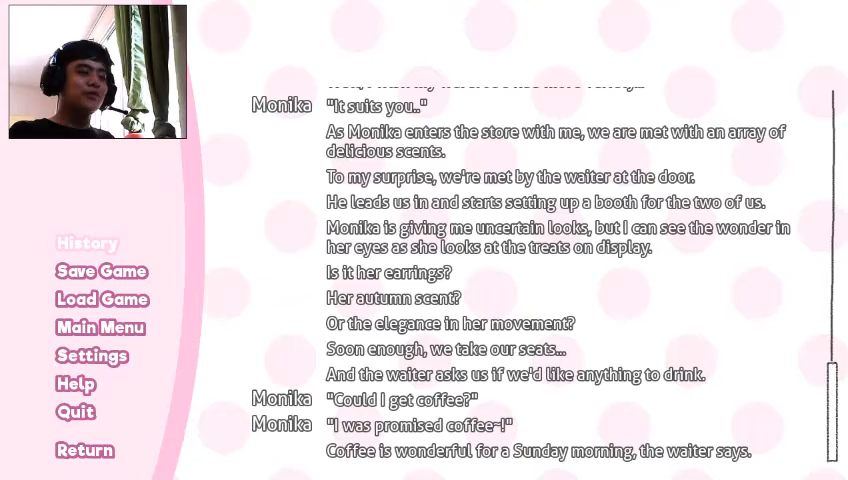 Monika "It suits you.."
As Monika enters the store with me, we are met with an array of
delicious scents.
To my surprise, we're met by the waiter at the door.
He leads us in and starts setting up a booth for the two of us.
Monika is giving me uncertain looks, but I can see the wonder in
her eyes as she looks at the treats on display.
Is it her earrings?
Her autumn scent?
Or the elegance in her movement?
Soon enough, we take our seats...
And the waiter asks us if we'd like anything to drink.
Monika "Could I get coffee?"
Monika "I was promised coffee~!"
Coffee is wonderful for a Sunday morning, the waiter says.
History
Save Game
Load Game
Main Menu
Settings
Help
Quit
Return